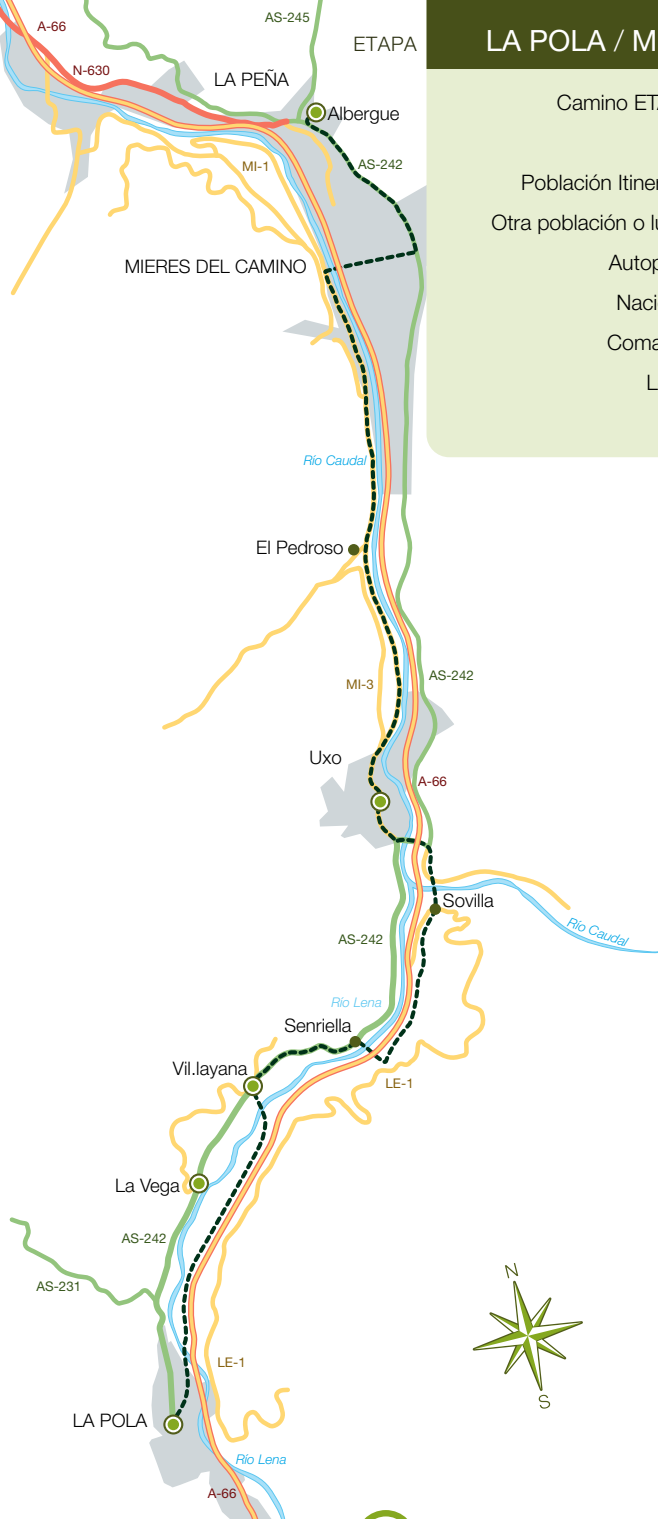 AS-245
A-66
ETAPA
LA POLA / M
N-630
LA PEÑA
Camino ETA
Albergue
MI-1
AS-242
Población Itiner
Otra población o lu
MIERES DEL CAMINO
Autop
Naci
Coma
L
Río Caudal
El Pedroso
MI-3
AS-242
Uxo
A-66
Sovilla
Río Caudal
AS-242
Río Lena
Senriella
Vil.layana
LE-1
La Vega
AS-242
AS-231
N
LE-1
S
LA POLA
Río Lena
A-66